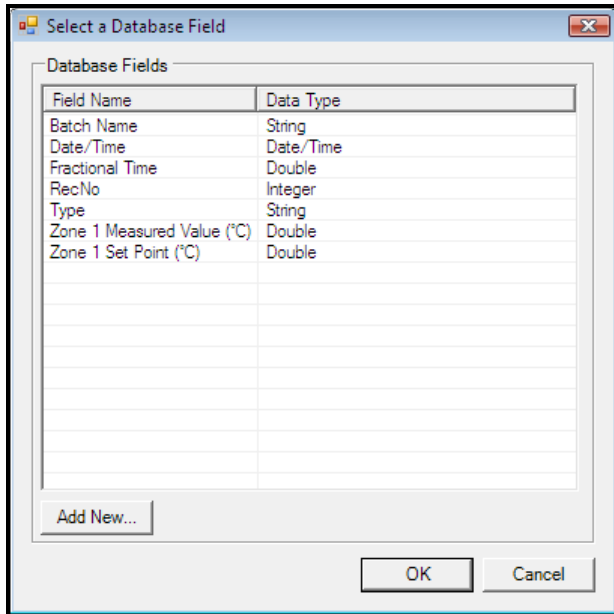 Select a Database Field
Database Fields
Field Name Data Type
Batch Name String
Date/Time Date/Time
Fractional Time Double
RecNo Integer
Type String
Zone 1 Measured Value (°C) Double
Zone 1 Set Point (°C) Double
Add New...
OK Cancel